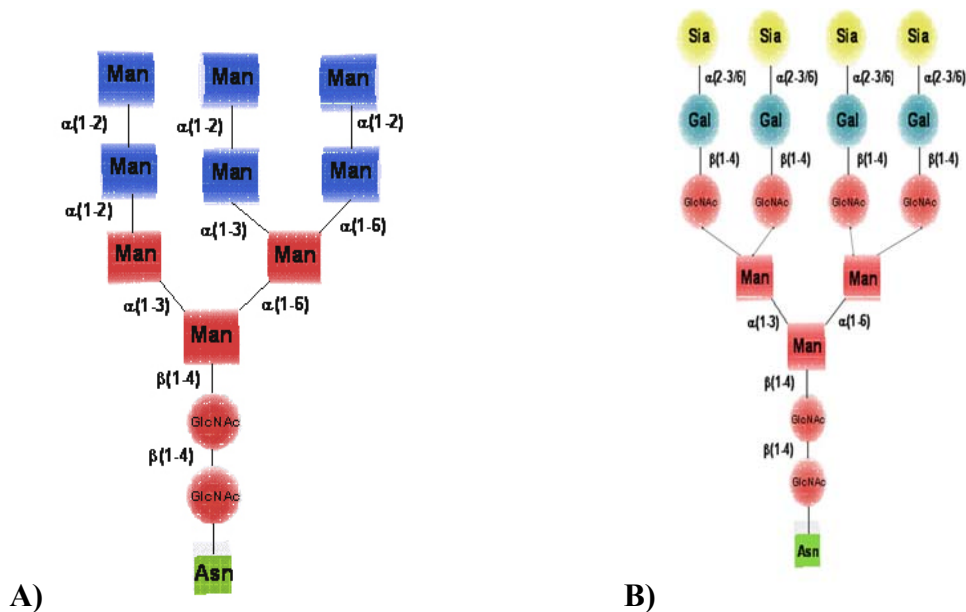 Man Man Man
α(1-2) α(1-2) α(1-2)
Man Man Man
α(1-2) α(1-3) α(1-6)
Man Man
α(1-3) α(1-6)
Man
β(1-4)
GlcNAc
β(1-4)
GlcNAc
Asn
A)
Sia Sia Sia Sia
α(2-3/6) α(2-3/6) α(2-3/6) α(2-3/6)
Gal Gal Gal Gal
β(1-4) β(1-4) β(1-4) β(1-4)
GlcNAc GlcNAc GlcNAc GlcNAc
Man Man
α(1-3) α(1-6)
Man
β(1-4)
GlcNAc
β(1-4)
GlcNAc
Asn
B)